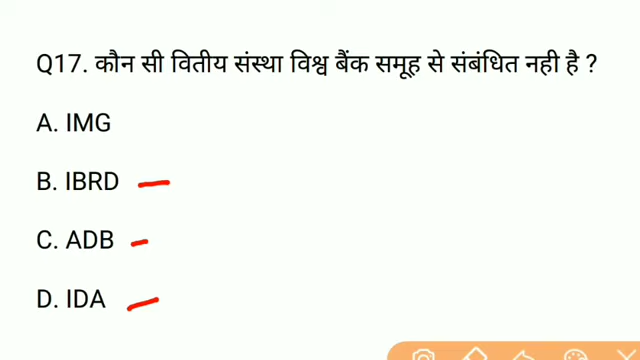 Q17. कौन सी वितीय संस्था विश्व बैंक समूह से संबंधित नही है ?
A. IMG
B. IBRD
C. ADB
D. IDA